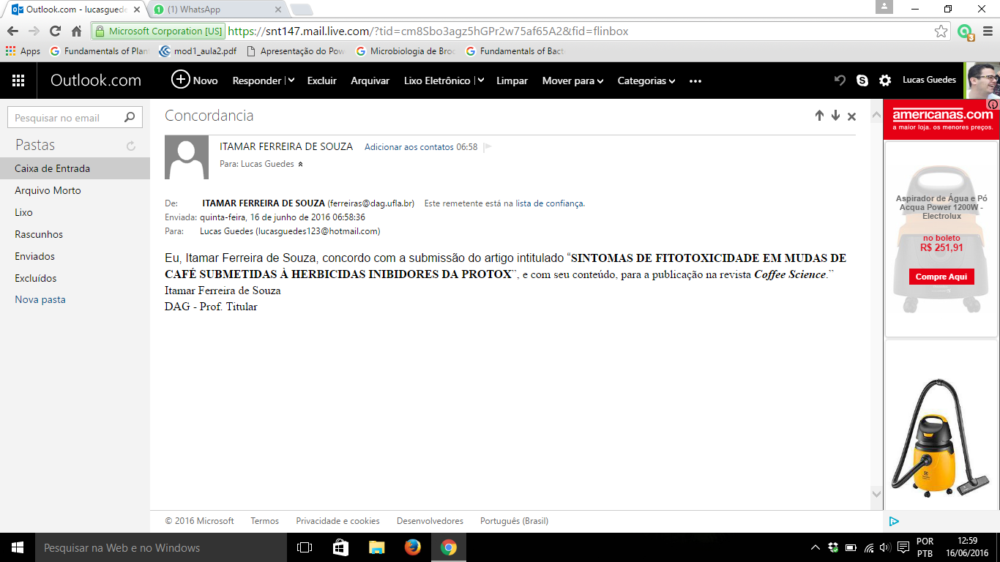 Outlook.com - lucasguede
(1) WhatsApp
Microsoft Corporation [US] https://snt147.mail.live.com/?tid=cm8Sbo3agz5hGPr2w75af65A2&fid=flinbox
3
Apps Fundamentals of Plan mod1_aula2.pdf Apresentação do Pow Microbiologia de Broc Fundamentals of Bact
Outlook.com Novo Responder Excluir Arquivar Lixo Eletrônico Limpar Mover para Categorias ••• Lucas Guedes
Pesquisar no email
Pastas
Caixa de Entrada
Arquivo Morto
Lixo
Rascunhos
Enviados
Excluídos
Nova pasta
Concordancia
ITAMAR FERREIRA DE SOUZA Adicionar aos contatos 06:58
Para: Lucas Guedes
De: ITAMAR FERREIRA DE SOUZA (ferreiras@dag.ufla.br) Este remetente está na lista de confiança.
Enviada: quinta-feira, 16 de junho de 2016 06:58:36
Para: Lucas Guedes (lucasguedes123@hotmail.com)
Eu, Itamar Ferreira de Souza, concordo com a submissão do artigo intitulado “SINTOMAS DE FITOTOXICIDADE EM MUDAS DE
CAFÉ SUBMETIDAS À HERBICIDAS INIBIDORES DA PROTOX”, e com seu conteúdo, para a publicação na revista Coffee Science.”
Itamar Ferreira de Souza
DAG - Prof. Titular
americanas.com
a maior loja. os menores preços.
Aspirador de Água e Pó
Acqua Power 1200W -
Electrolux
no boleto
R$ 251,91
Compre Aqui
© 2016 Microsoft Termos Privacidade e cookies Desenvolvedores Português (Brasil)
Pesquisar na Web e no Windows
POR
PTB
12:59
16/06/2016